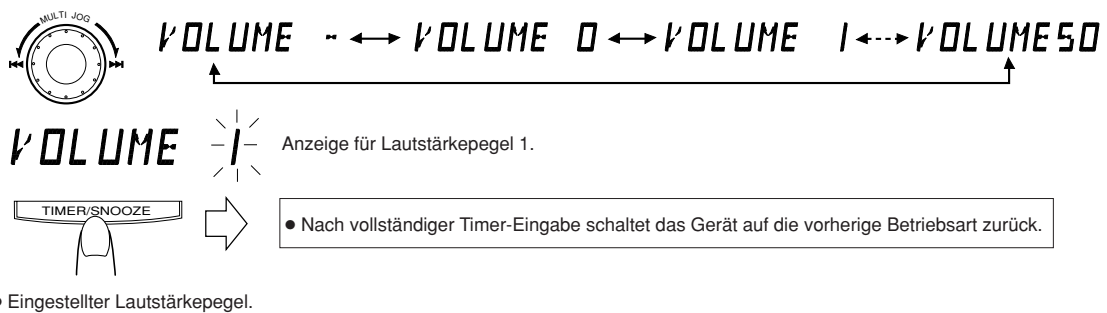 MULTI JOG
VOLUME - VOLUME 0 VOLUME 1 VOLUME 50
VOLUME 1 Anzeige für Lautstärkepegel 1.
TIMER/SNOOZE
● Nach vollständiger Timer-Eingabe schaltet das Gerät auf die vorherige Betriebsart zurück.
● Eingestellter Lautstärkepegel.